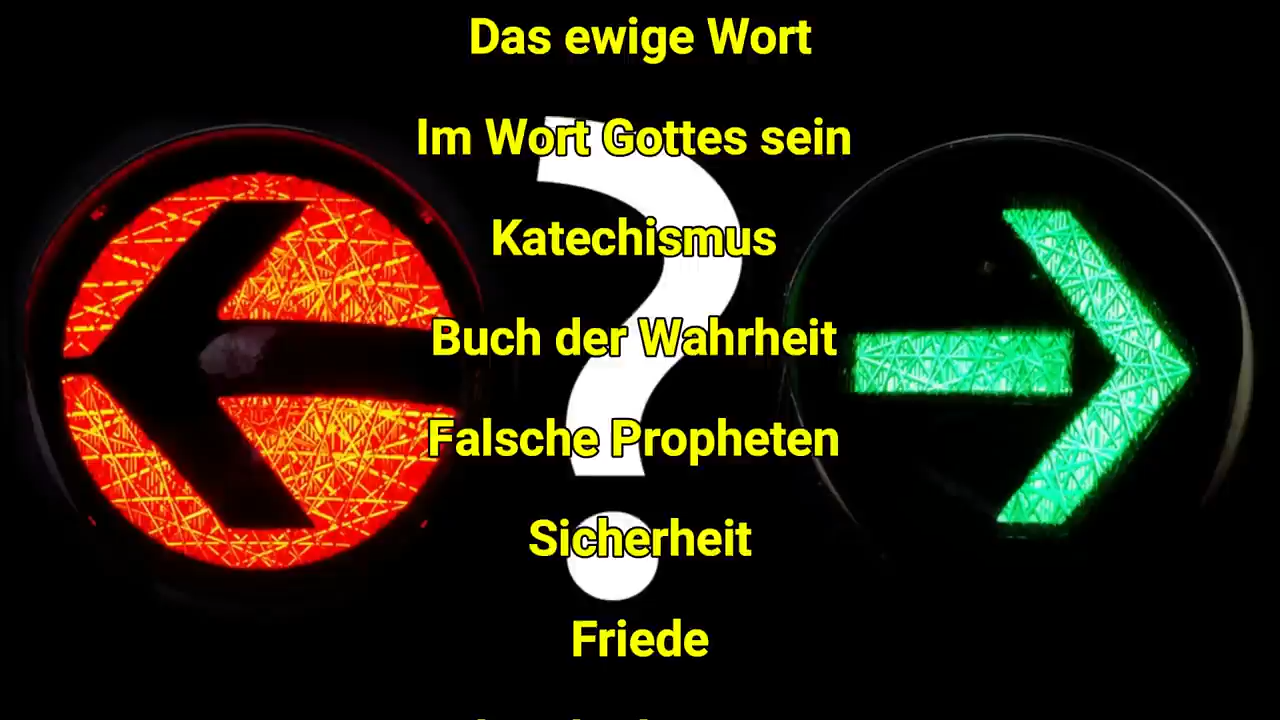 Das ewige Wort
Im Wort Gottes sein
Katechismus
Buch der Wahrheit
Falsche Propheten
Sicherheit
Friede